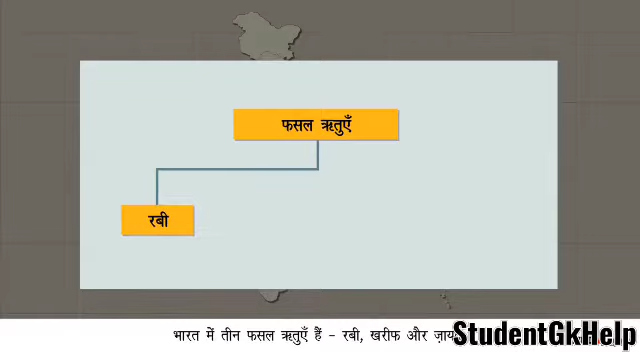 फसल ऋतुएँ
रबी
भारत में तीन फसल ऋतुएँ हैं - रबी, खरीफ और
StudentGkHelp